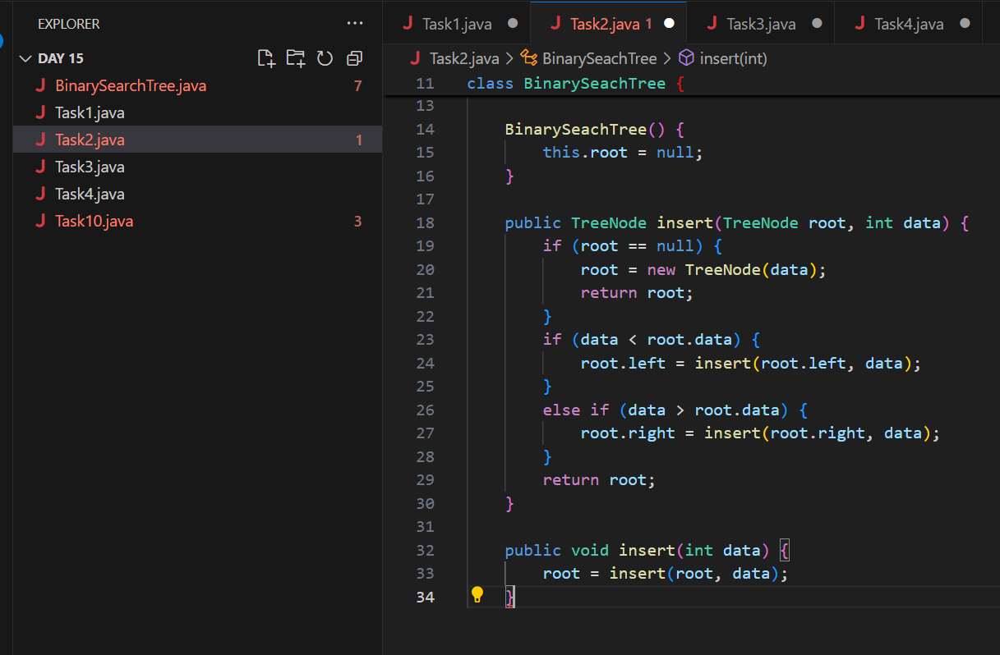 EXPLORER ...
DAY 15
J BinarySearchTree.java 7
J Task1.java
J Task2.java 1
J Task3.java
J Task4.java
J Task10.java 3
J Task1.java ● J Task2.java 1 ● J Task3.java ● J Task4.java ●
J Task2.java > BinarySeachTree > insert(int)
11 class BinarySeachTree {
13
14 BinarySeachTree() {
15 this.root = null;
16 }
17
18 public TreeNode insert(TreeNode root, int data) {
19 if (root == null) {
20 root = new TreeNode(data);
21 return root;
22 }
23 if (data < root.data) {
24 root.left = insert(root.left, data);
25 }
26 else if (data > root.data) {
27 root.right = insert(root.right, data);
28 }
29 return root;
30 }
31
32 public void insert(int data) {
33 root = insert(root, data);
34 }